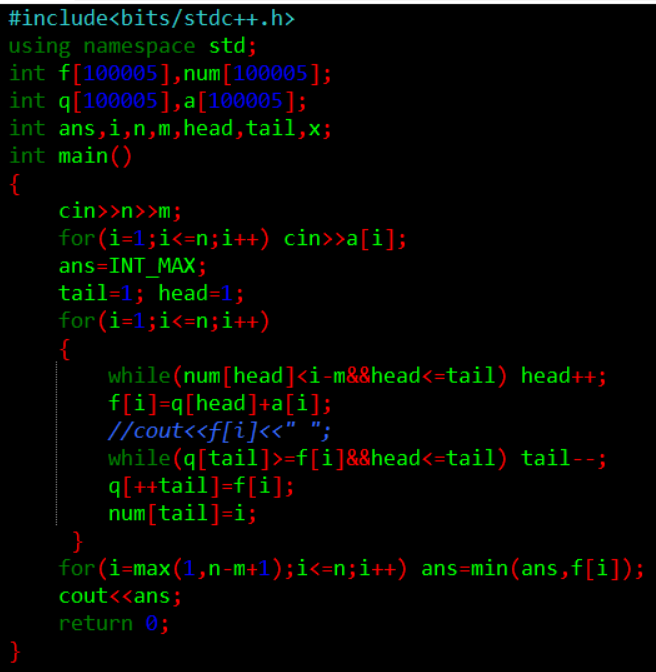 #include<bits/stdc++.h>
using namespace std;
int f[100005],num[100005];
int q[100005],a[100005];
int ans,i,n,m,head,tail,x;
int main()
{
    cin>>n>>m;
    for(i=1;i<=n;i++) cin>>a[i];
    ans=INT_MAX;
    tail=1; head=1;
    for(i=1;i<=n;i++)
    {
        while(num[head]<i-m&&head<=tail) head++;
        f[i]=q[head]+a[i];
        //cout<<f[i]<<" ";
        while(q[tail]>=f[i]&&head<=tail) tail--;
        q[++tail]=f[i];
        num[tail]=i;
     }
    for(i=max(1,n-m+1);i<=n;i++) ans=min(ans,f[i]);
    cout<<ans;
    return 0;
}